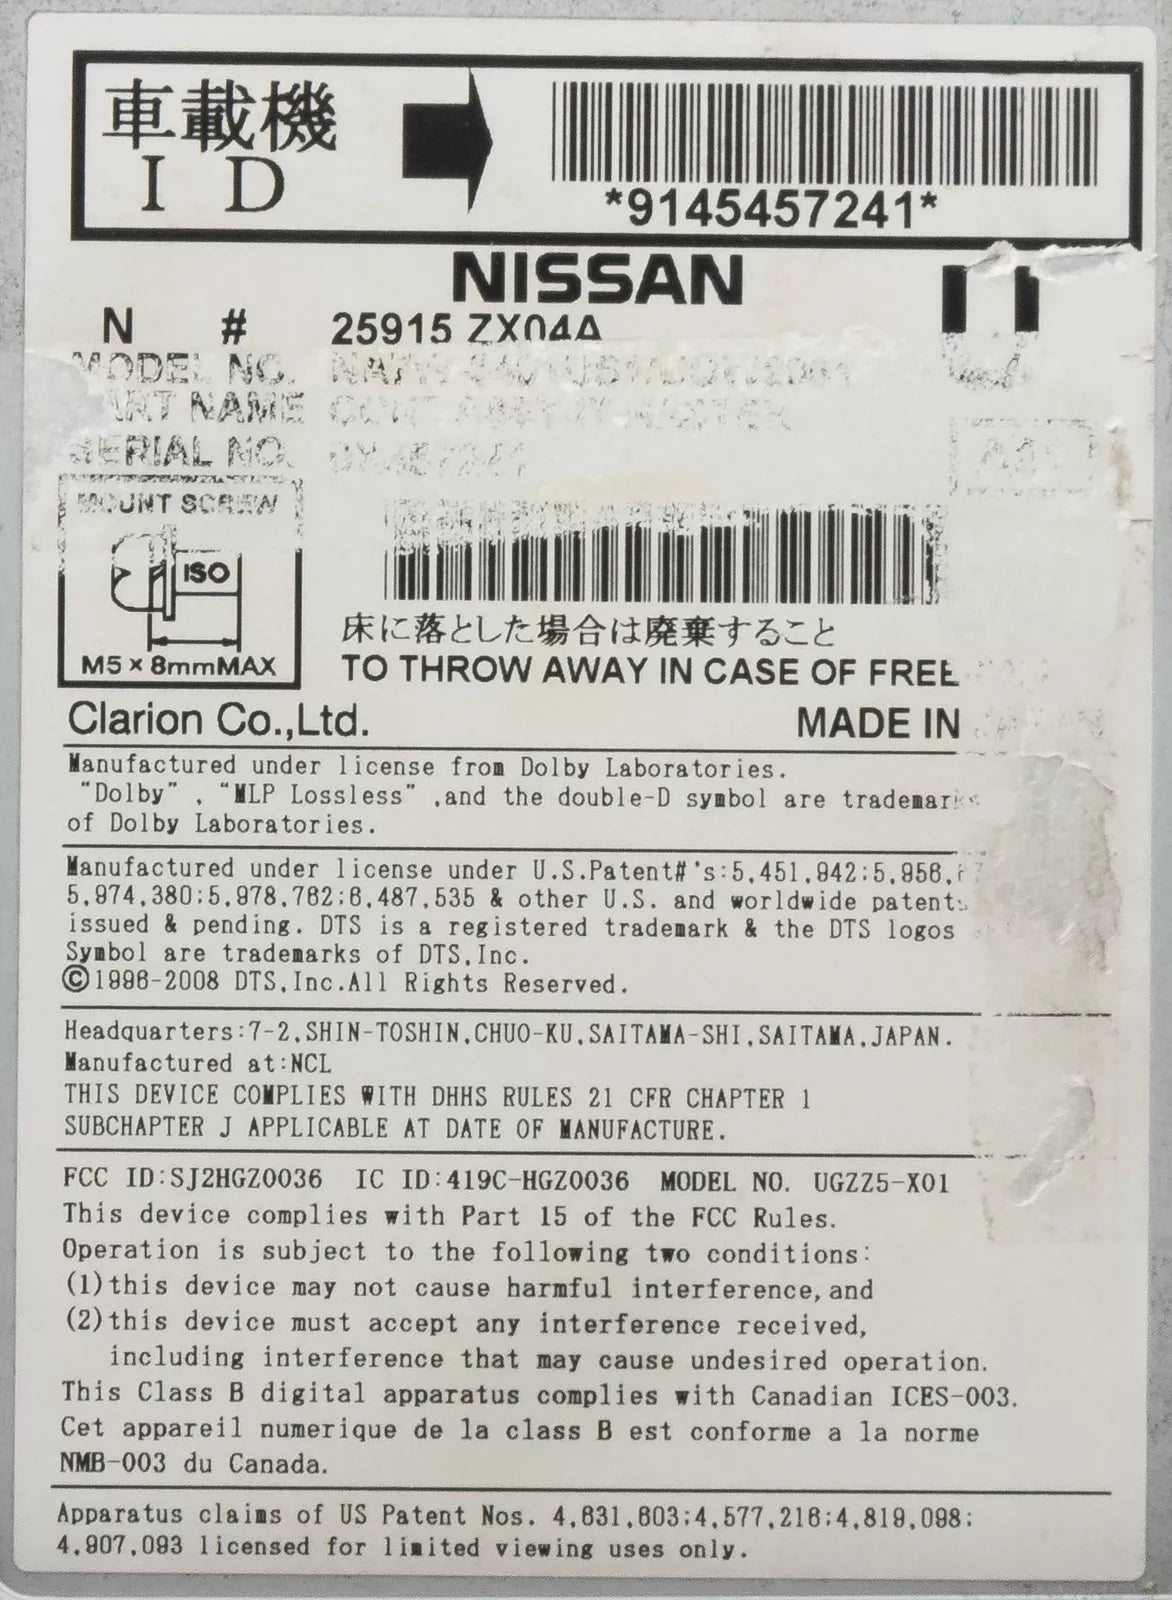 車載機
ID
*9145457241*
NISSAN
N #
25915 ZX04A
MODEL NO.
PART NAME
SERIAL NO.
MOUNT SCREW
ISO
M5×8mmMAX
床に落とした場合は廃棄すること
TO THROW AWAY IN CASE OF FREE
Clarion Co.,Ltd. MADE IN
Manufactured under license from Dolby Laboratories.
“Dolby”, “MLP Lossless”,and the double-D symbol are trademarks
of Dolby Laboratories.
Manufactured under license under U.S.Patent#'s:5,451,942;5,956,
5,974,380;5,978,762;6,487,535 & other U.S. and worldwide patents
issued & pending. DTS is a registered trademark & the DTS logos
Symbol are trademarks of DTS,Inc.
©1996-2008 DTS,Inc.All Rights Reserved.
Headquarters:7-2,SHIN-TOSHIN,CHUO-KU,SAITAMA-SHI,SAITAMA,JAPAN.
Manufactured at:NCL
THIS DEVICE COMPLIES WITH DHHS RULES 21 CFR CHAPTER 1
SUBCHAPTER J APPLICABLE AT DATE OF MANUFACTURE.
FCC ID:SJ2HGZ0036 IC ID:419C-HGZ0036 MODEL NO. UGZZ5-X01
This device complies with Part 15 of the FCC Rules.
Operation is subject to the following two conditions:
(1)this device may not cause harmful interference,and
(2)this device must accept any interference received,
including interference that may cause undesired operation.
This Class B digital apparatus complies with Canadian ICES-003.
Cet appareil numerique de la class B est conforme a la norme
NMB-003 du Canada.
Apparatus claims of US Patent Nos. 4,631,603;4,577,216;4,819,098;
4,907,093 licensed for limited viewing uses only.